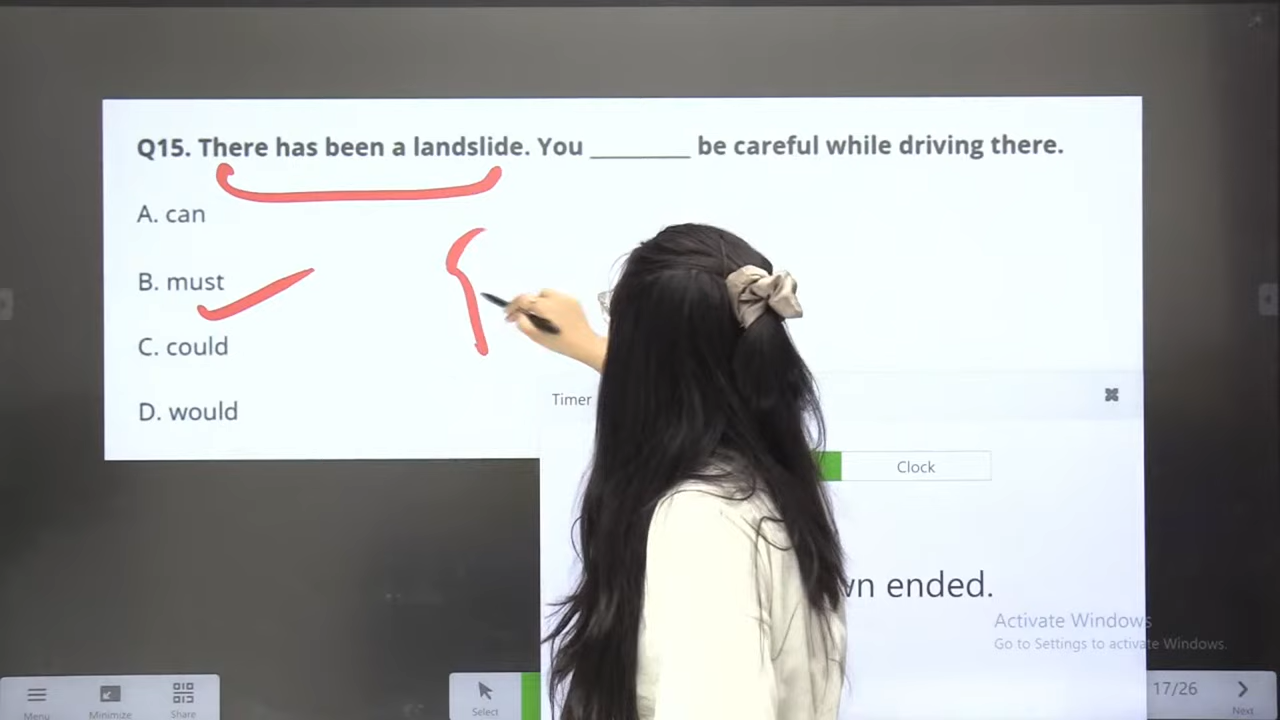 Q15. There has been a landslide. You ________ be careful while driving there.
A. can
B. must
C. could
D. would
Timer
Clock
ended.
Activate Windows
Go to Settings to activate Windows.
Menu
Minimize
Share
Select
17/26
Next